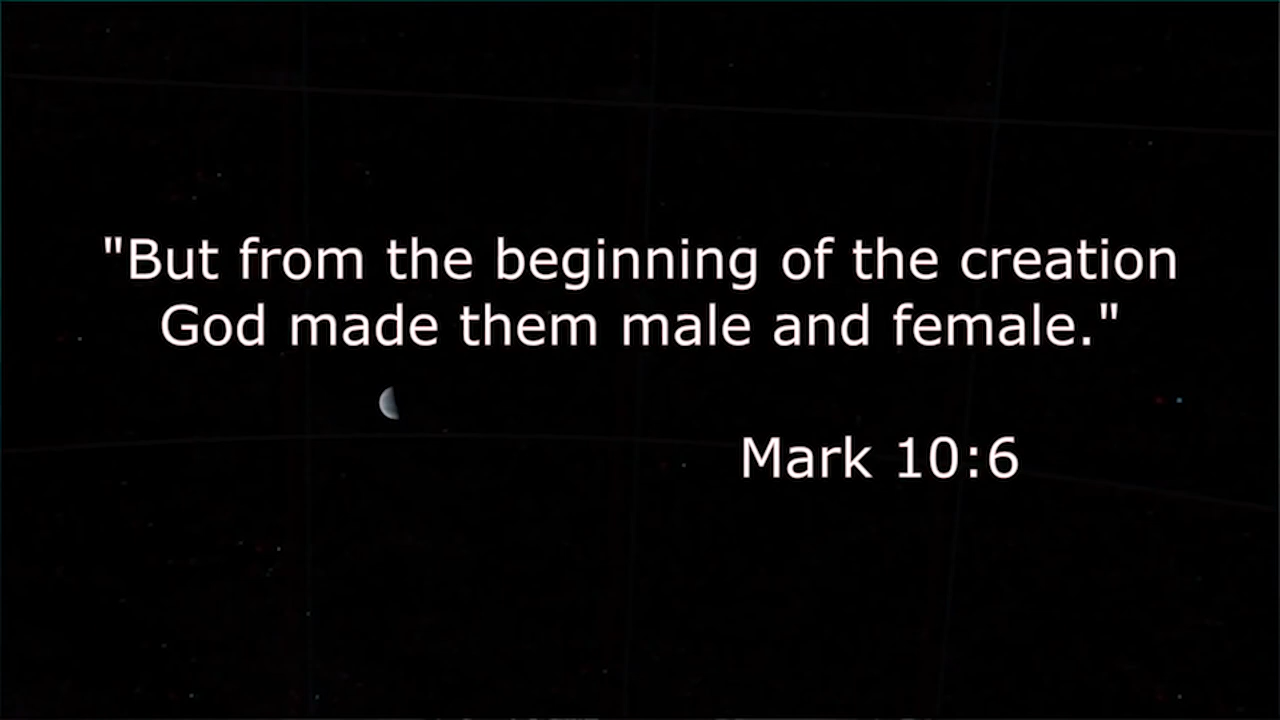 "But from the beginning of the creation
God made them male and female."
Mark 10:6